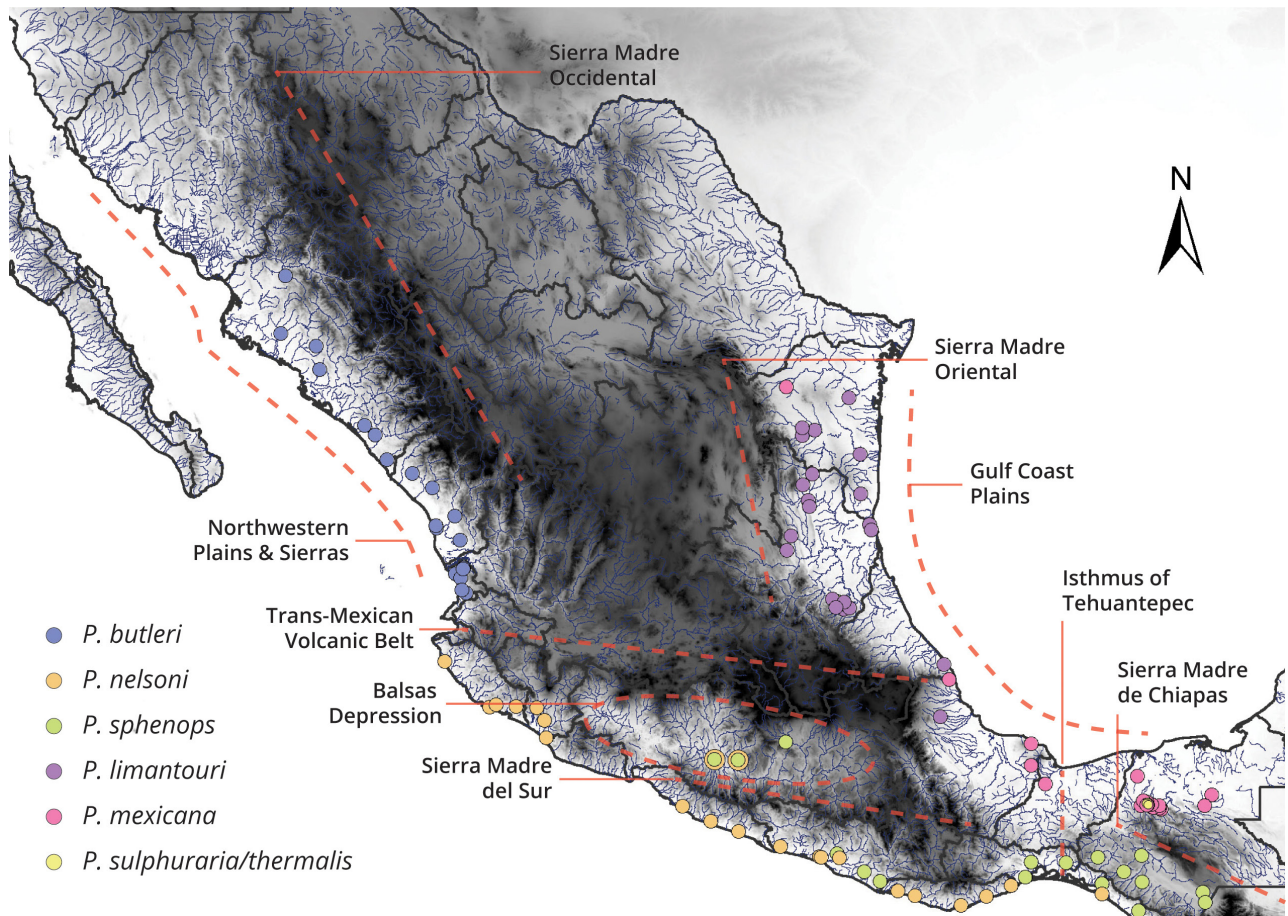 Sierra Madre
Occidental
N
Sierra Madre
Oriental
Gulf Coast
Plains
Northwestern
Plains & Sierras
Isthmus of
Tehuantepec
Trans-Mexican
Volcanic Belt
Sierra Madre
de Chiapas
Balsas
Depression
Sierra Madre
del Sur
P. butleri
P. nelsoni
P. sphenops
P. limantouri
P. mexicana
P. sulphuraria/thermalis